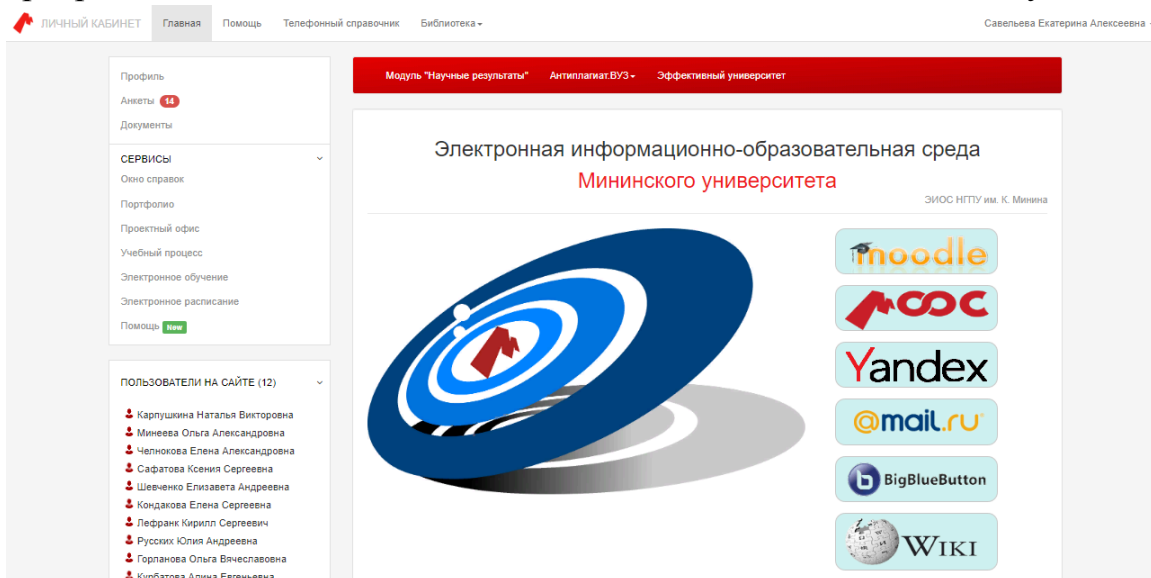 ЛИЧНЫЙ КАБИНЕТ Главная Помощь Телефонный справочник Библиотека Савельева Екатерина Алексеевна
Профиль
Анкеты 14
Документы
СЕРВИСЫ
Окно справок
Портфолио
Проектный офис
Учебный процесс
Электронное обучение
Электронное расписание
Помощь New
ПОЛЬЗОВАТЕЛИ НА САЙТЕ (12)
Карпушкина Наталья Викторовна
Минеева Ольга Александровна
Челнокова Елена Александровна
Сафатова Ксения Сергеевна
Шевченко Елизавета Андреевна
Кондакова Елена Сергеевна
Лефранк Кирилл Сергеевич
Русских Юлия Андреевна
Горланова Ольга Вячеславовна
Курбатова Алина Евгеньевна
Модуль "Научные результаты" Антиплагиат.ВУЗ Эффективный университет
Электронная информационно-образовательная среда
Мининского университета
ЭИОС НГПУ им. К. Минина
moodle
МООС
Yandex
@mail.ru
BigBlueButton
WIKI